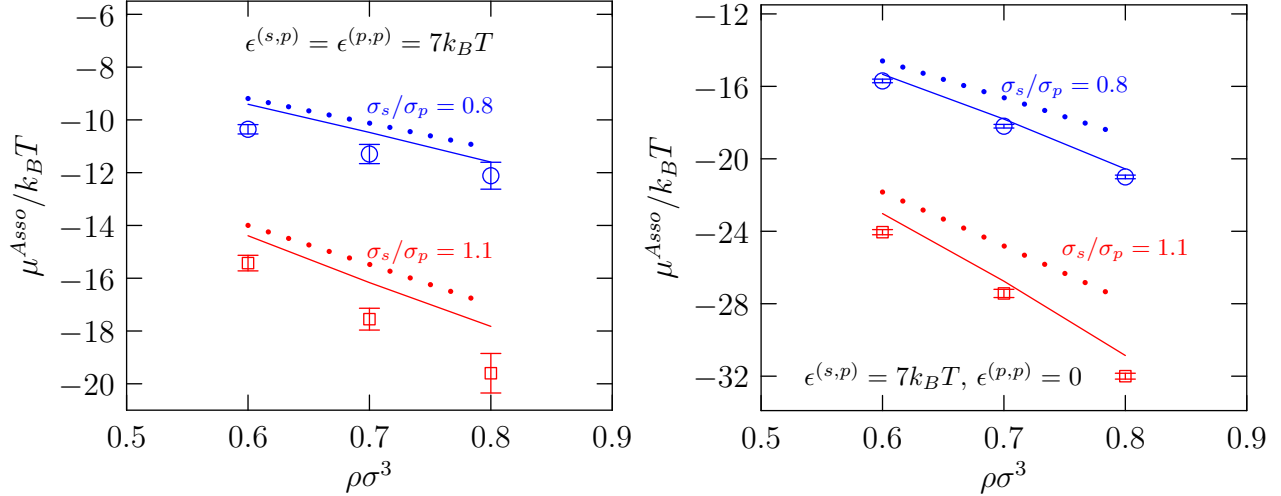 −6
−8
−10
−12
−14
−16
−18
−20
μ^{Asso}/k_BT
ϵ^{(s,p)} = ϵ^{(p,p)} = 7k_BT
σ_s/σ_p = 0.8
σ_s/σ_p = 1.1
0.5 0.6 0.7 0.8 0.9
ρσ^3
−12
−16
−20
−24
−28
−32
μ^{Asso}/k_BT
σ_s/σ_p = 0.8
σ_s/σ_p = 1.1
ϵ^{(s,p)} = 7k_BT, ϵ^{(p,p)} = 0
0.5 0.6 0.7 0.8 0.9
ρσ^3